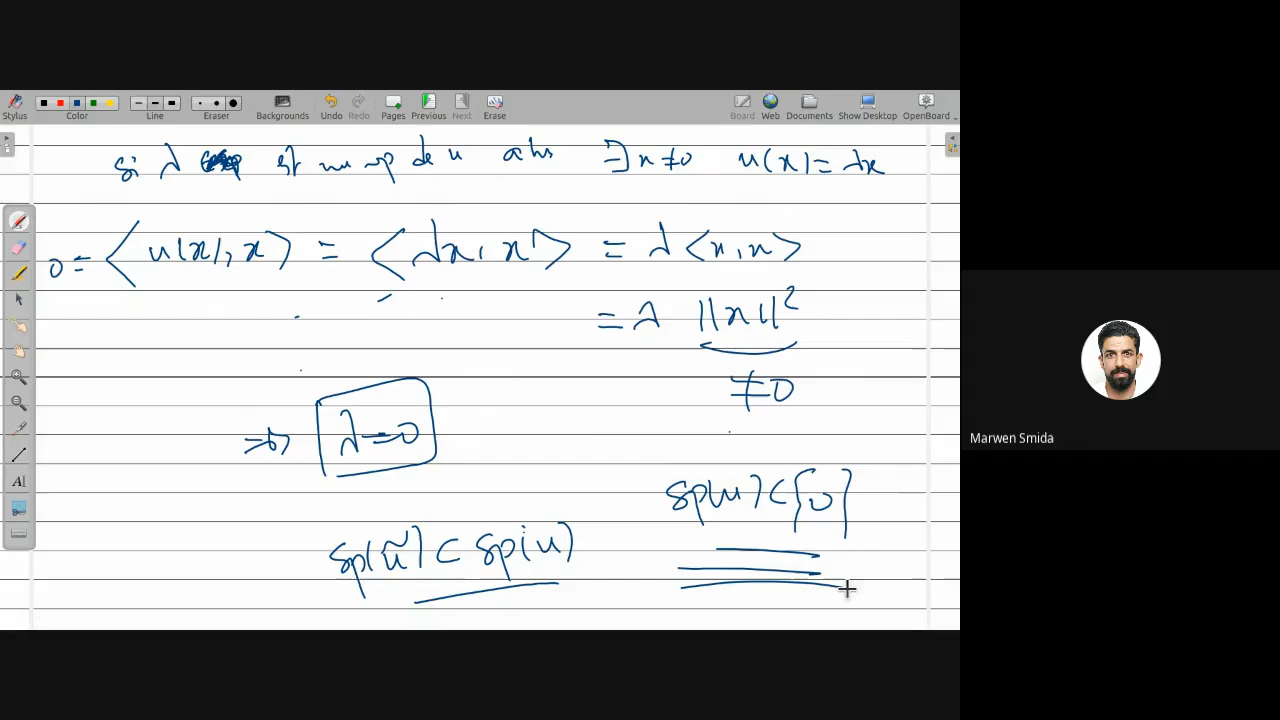 Stylus Color Line Eraser Backgrounds Undo Redo Pages Previous Next Erase Board Web Documents Show Desktop OpenBoard
si λ est une vp de u alors ∃x≠0 u(x)=λx
0=<u(x),x> = <λx,x> = λ<x,x>
= λ ||x||²
≠0
=> λ=0
sp(u)⊂{0}
sp(ũ)⊂sp(u)
Marwen Smida